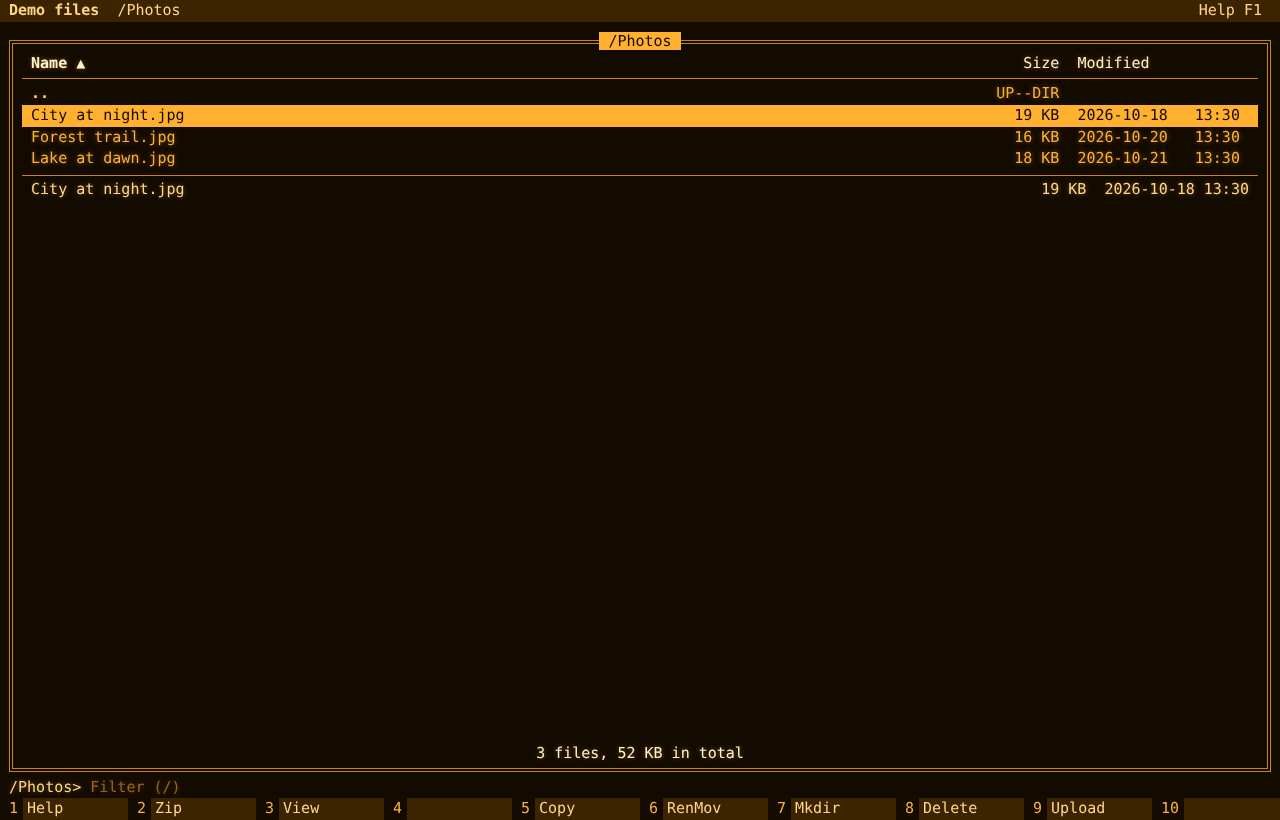 Demo files  /Photos  Help F1
/Photos
Name ▲  Size  Modified
..  UP--DIR
City at night.jpg  19 KB  2026-10-18  13:30
Forest trail.jpg  16 KB  2026-10-20  13:30
Lake at dawn.jpg  18 KB  2026-10-21  13:30
City at night.jpg  19 KB  2026-10-18 13:30
3 files, 52 KB in total
/Photos> Filter (/)
1 Help  2 Zip  3 View  4  5 Copy  6 RenMov  7 Mkdir  8 Delete  9 Upload  10